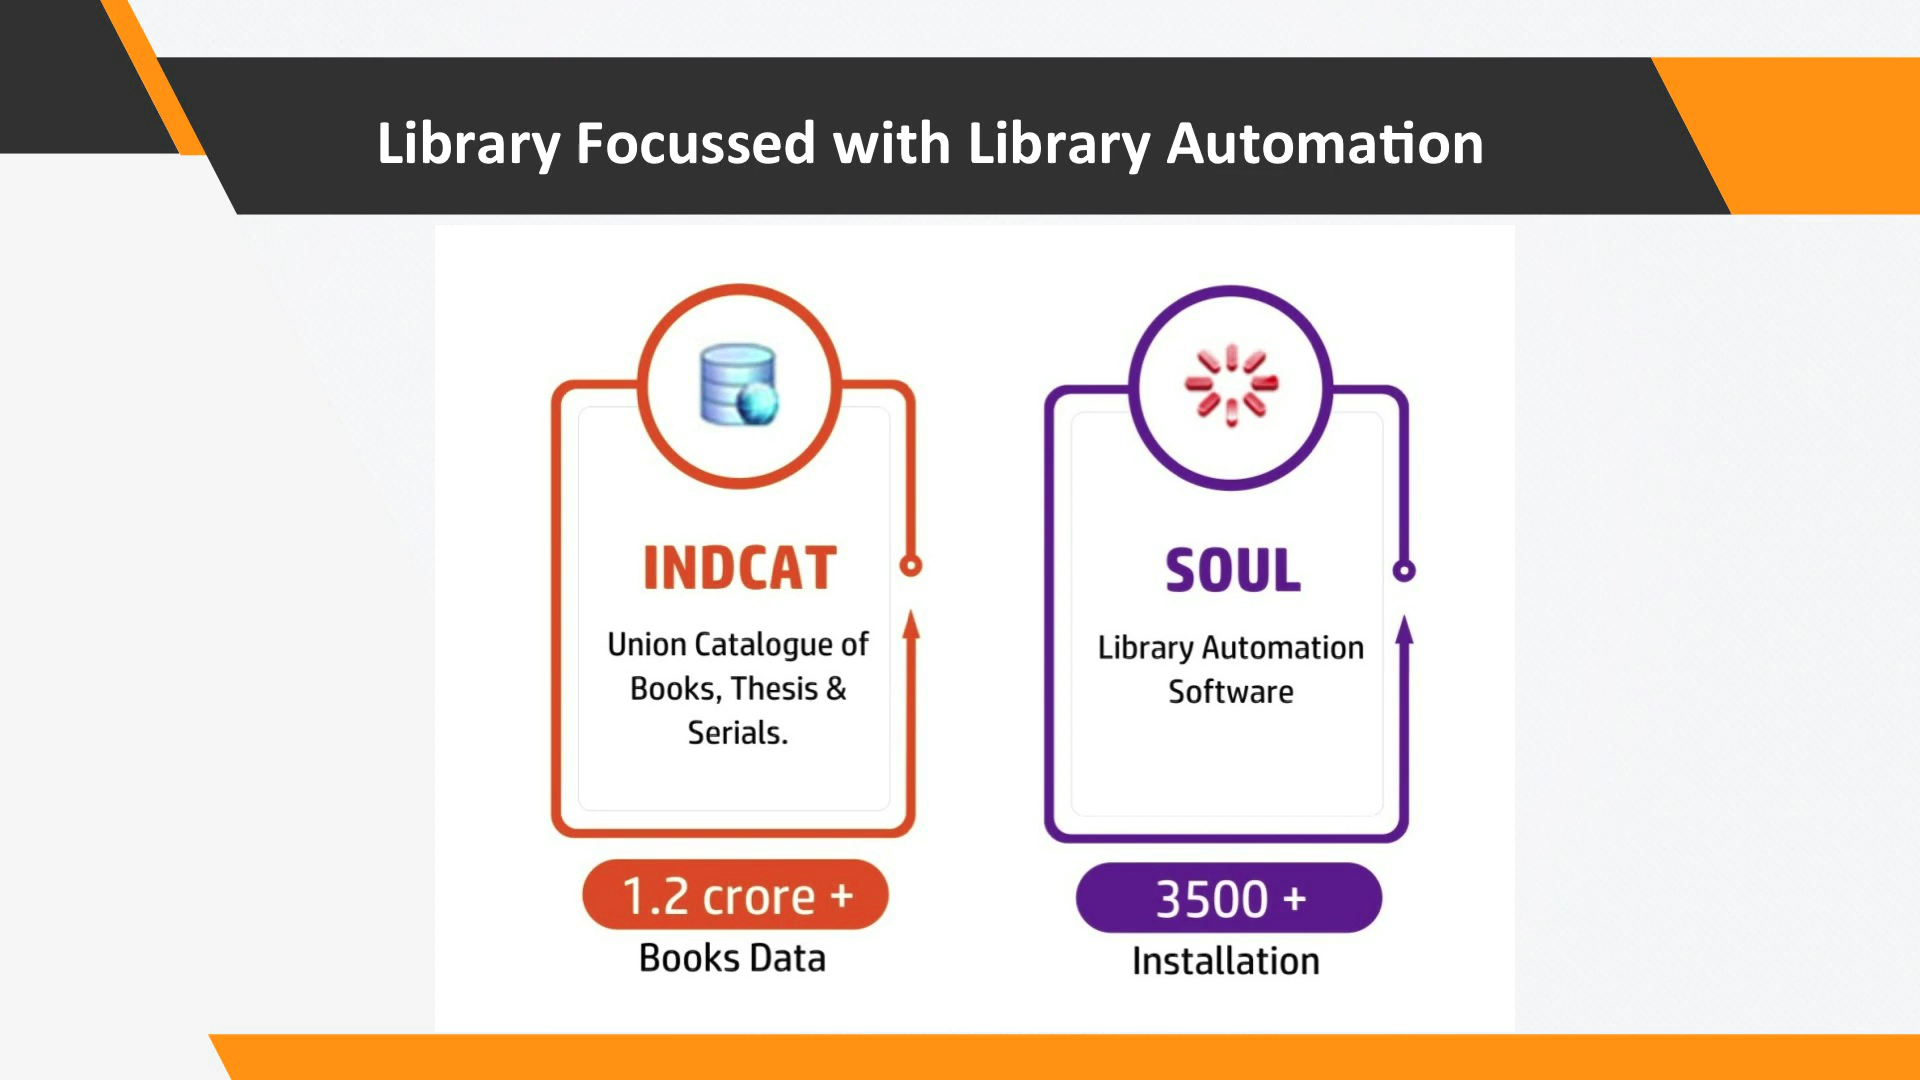 Library Focussed with Library Automation
INDCAT
Union Catalogue of
Books, Thesis &
Serials.
1.2 crore +
Books Data
SOUL
Library Automation
Software
3500 +
Installation